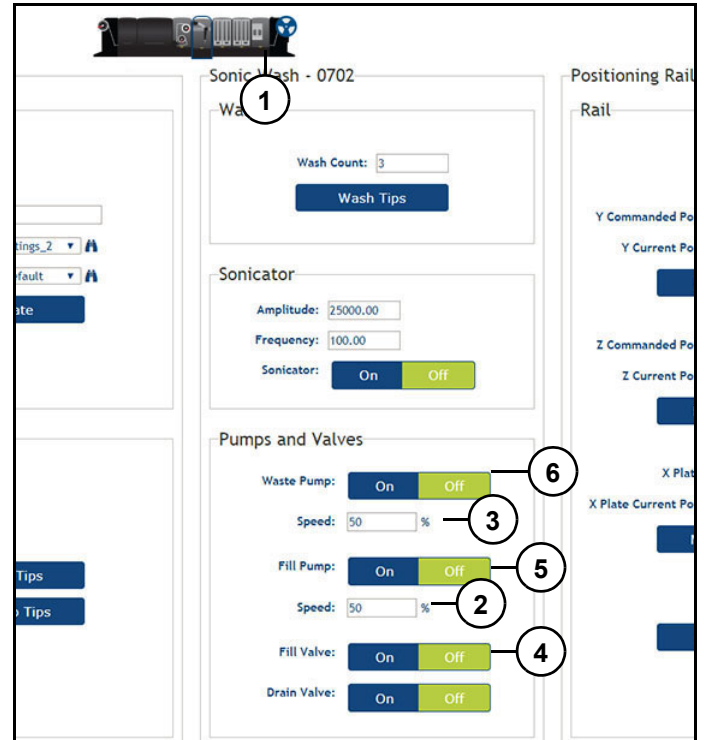 1
Sonic Wash - 0702
Positioning Rail
Wa
Rail
Wash Count: 3
Wash Tips
Y Commanded Po
tings_2
Y Current Po
Sonicator
efault
ate
Amplitude: 25000.00
Frequency: 100.00
Z Commanded Po
Sonicator: On Off
Z Current Po
Pumps and Valves
Waste Pump: On Off 6
X Plat
Speed: 50 % 3
X Plate Current Po
Fill Pump: On Off 5
Tips
Speed: 50 % 2
Tips
Fill Valve: On Off 4
Drain Valve: On Off